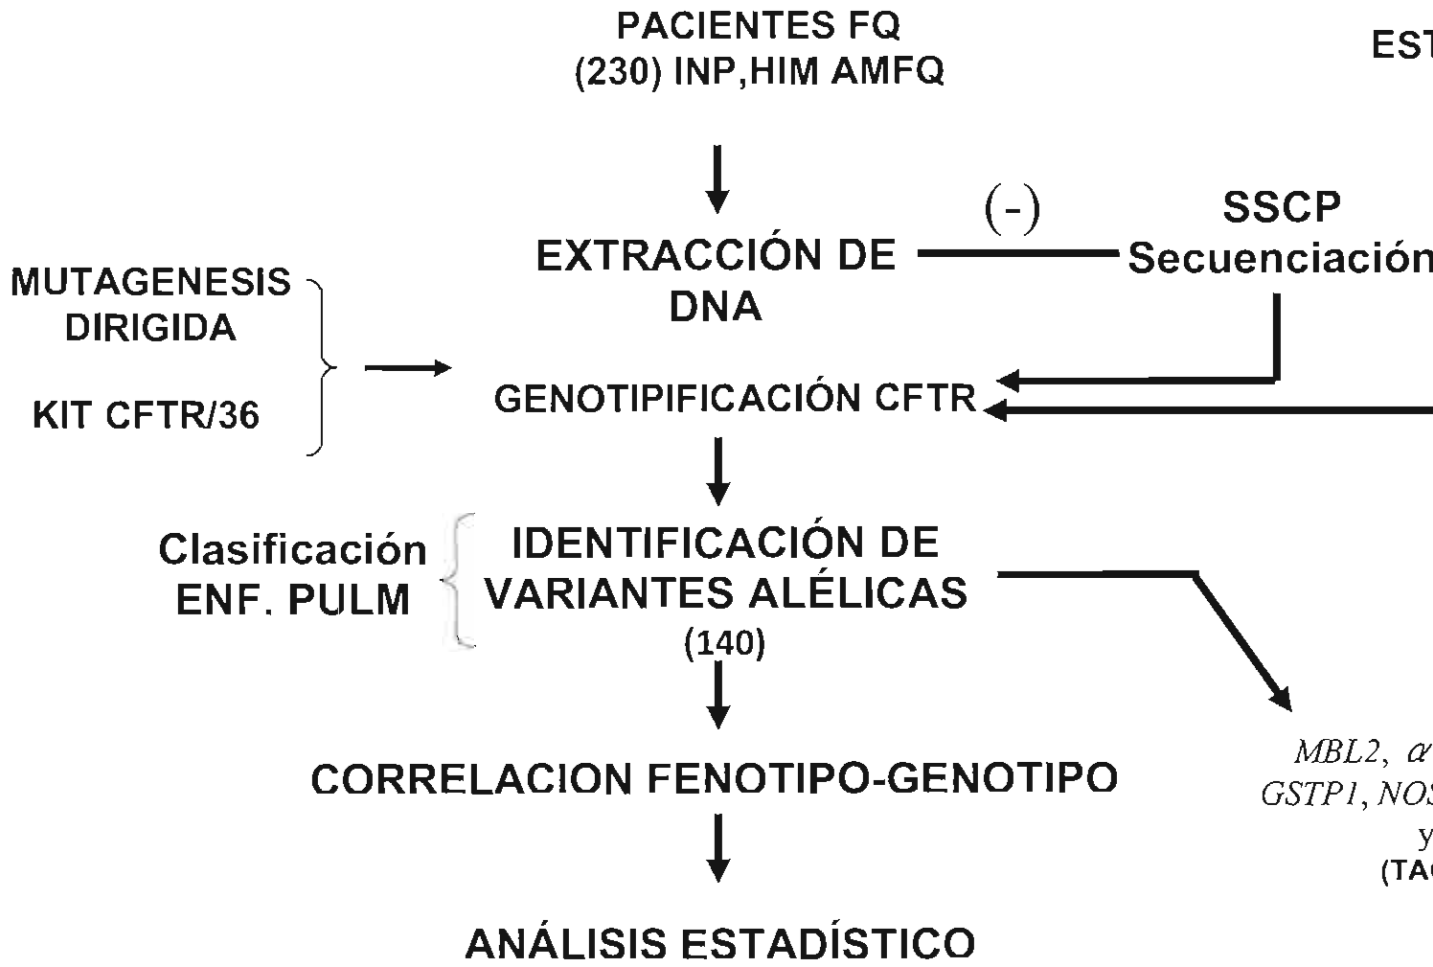 PACIENTES FQ
(230) INP,HIM AMFQ
EXTRACCIÓN DE
DNA
(-)
SSCP
Secuenciación
MUTAGENESIS
DIRIGIDA
KIT CFTR/36
GENOTIPIFICACIÓN CFTR
Clasificación
ENF. PULM
IDENTIFICACIÓN DE
VARIANTES ALÉLICAS
(140)
MBL2, α
GSTP1, NOS
y
CORRELACION FENOTIPO-GENOTIPO
ANÁLISIS ESTADÍSTICO